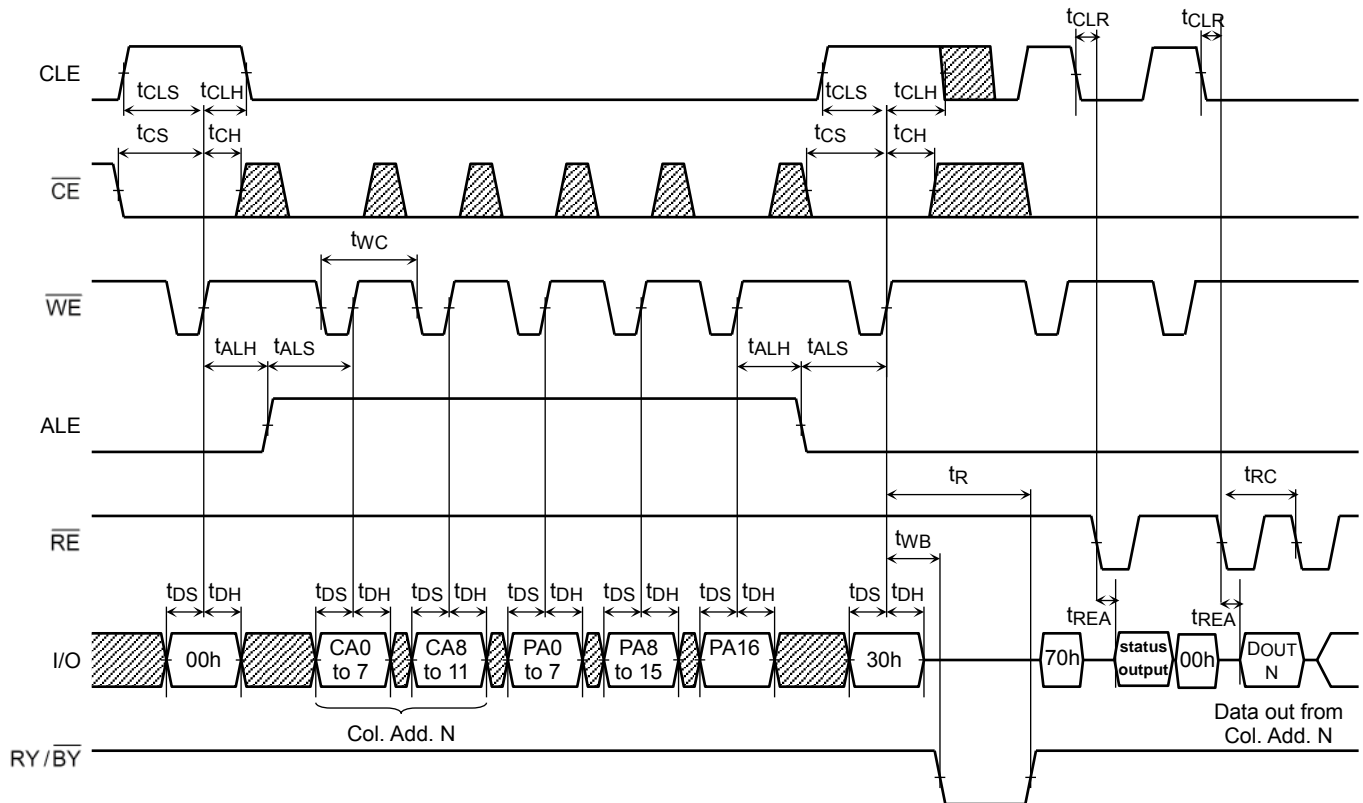 tCLR tCLR
CLE
tCLS tCLH tCLS tCLH
tCS tCH tCS tCH
CE
tWC
WE
tALH tALS tALH tALS
ALE
tR tRC
RE
tWB
tDS tDH tDS tDH tDS tDH tDS tDH tDS tDH tDS tDH tDS tDH
tREA tREA
I/O 00h CA0 to 7 CA8 to 11 PA0 to 7 PA8 to 15 PA16 30h 70h status output 00h DOUT N
Col. Add. N
Data out from
Col. Add. N
RY/BY